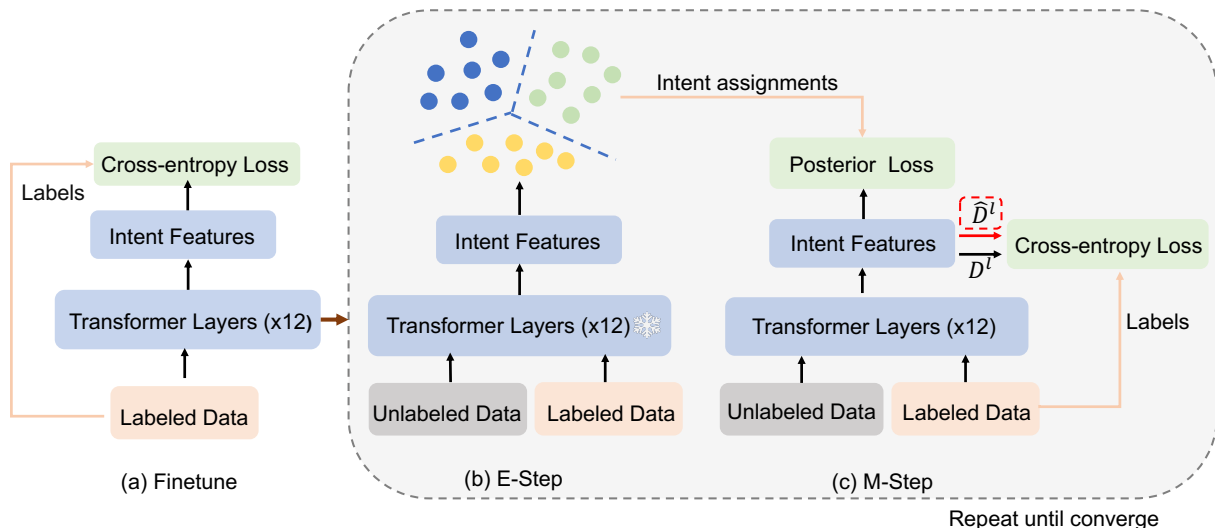 Cross-entropy Loss
Labels
Intent Features
Transformer Layers (x12)
Labeled Data
(a) Finetune
Intent Features
Transformer Layers (x12)
Unlabeled Data
Labeled Data
(b) E-Step
Intent assignments
Posterior Loss
Intent Features
D̂ˡ
Dˡ
Cross-entropy Loss
Transformer Layers (x12)
Labels
Unlabeled Data
Labeled Data
(c) M-Step
Repeat until converge